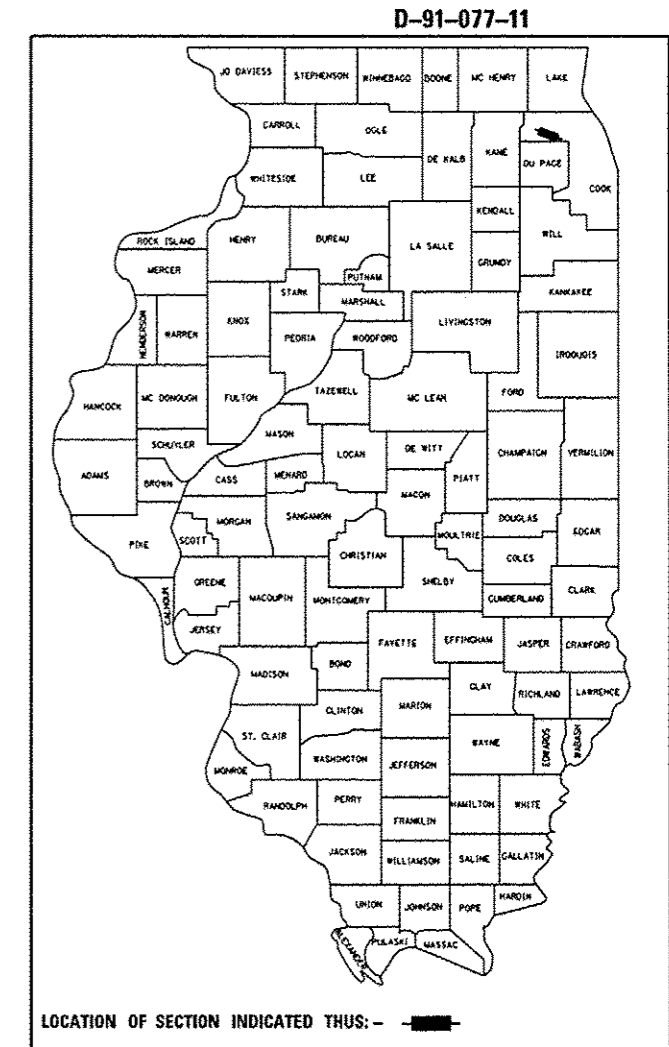 D-91-077-11
JO DAVIESS STEPHENSON WINNEBAGO BOONE MC HENRY LAKE
CARROLL OGLE DE KALB KANE DU PAGE COOK
WHITESIDE LEE
KENDALL WILL
ROCK ISLAND HENRY BUREAU LA SALLE
MERCER PUTNAM GRUNDY
STARK MARSHALL KANKAKEE
HENDERSON WARREN KNOX PEORIA WOODFORD LIVINGSTON IROQUOIS
HANCOCK MC DONOUGH FULTON TAZEWELL MC LEAN FORD
MASON
SCHUYLER LOGAN DE WITT CHAMPAIGN VERMILION
ADAMS BROWN CASS MENARD PIATT
MACON
PIKE SCOTT MORGAN SANGAMON CHRISTIAN MOULTRIE DOUGLAS EDGAR
COLES
CALHOUN GREENE MACOUPIN MONTGOMERY SHELBY CUMBERLAND CLARK
JERSEY FAYETTE EFFINGHAM JASPER CRAWFORD
MADISON BOND
CLAY RICHLAND LAWRENCE
CLINTON MARION
ST. CLAIR WAYNE EDWARDS WABASH
WASHINGTON JEFFERSON
MONROE
RANDOLPH PERRY HAMILTON WHITE
FRANKLIN
JACKSON WILLIAMSON SALINE GALLATIN
UNION JOHNSON POPE HARDIN
ALEXANDER PULASKI MASSAC
LOCATION OF SECTION INDICATED THUS: -